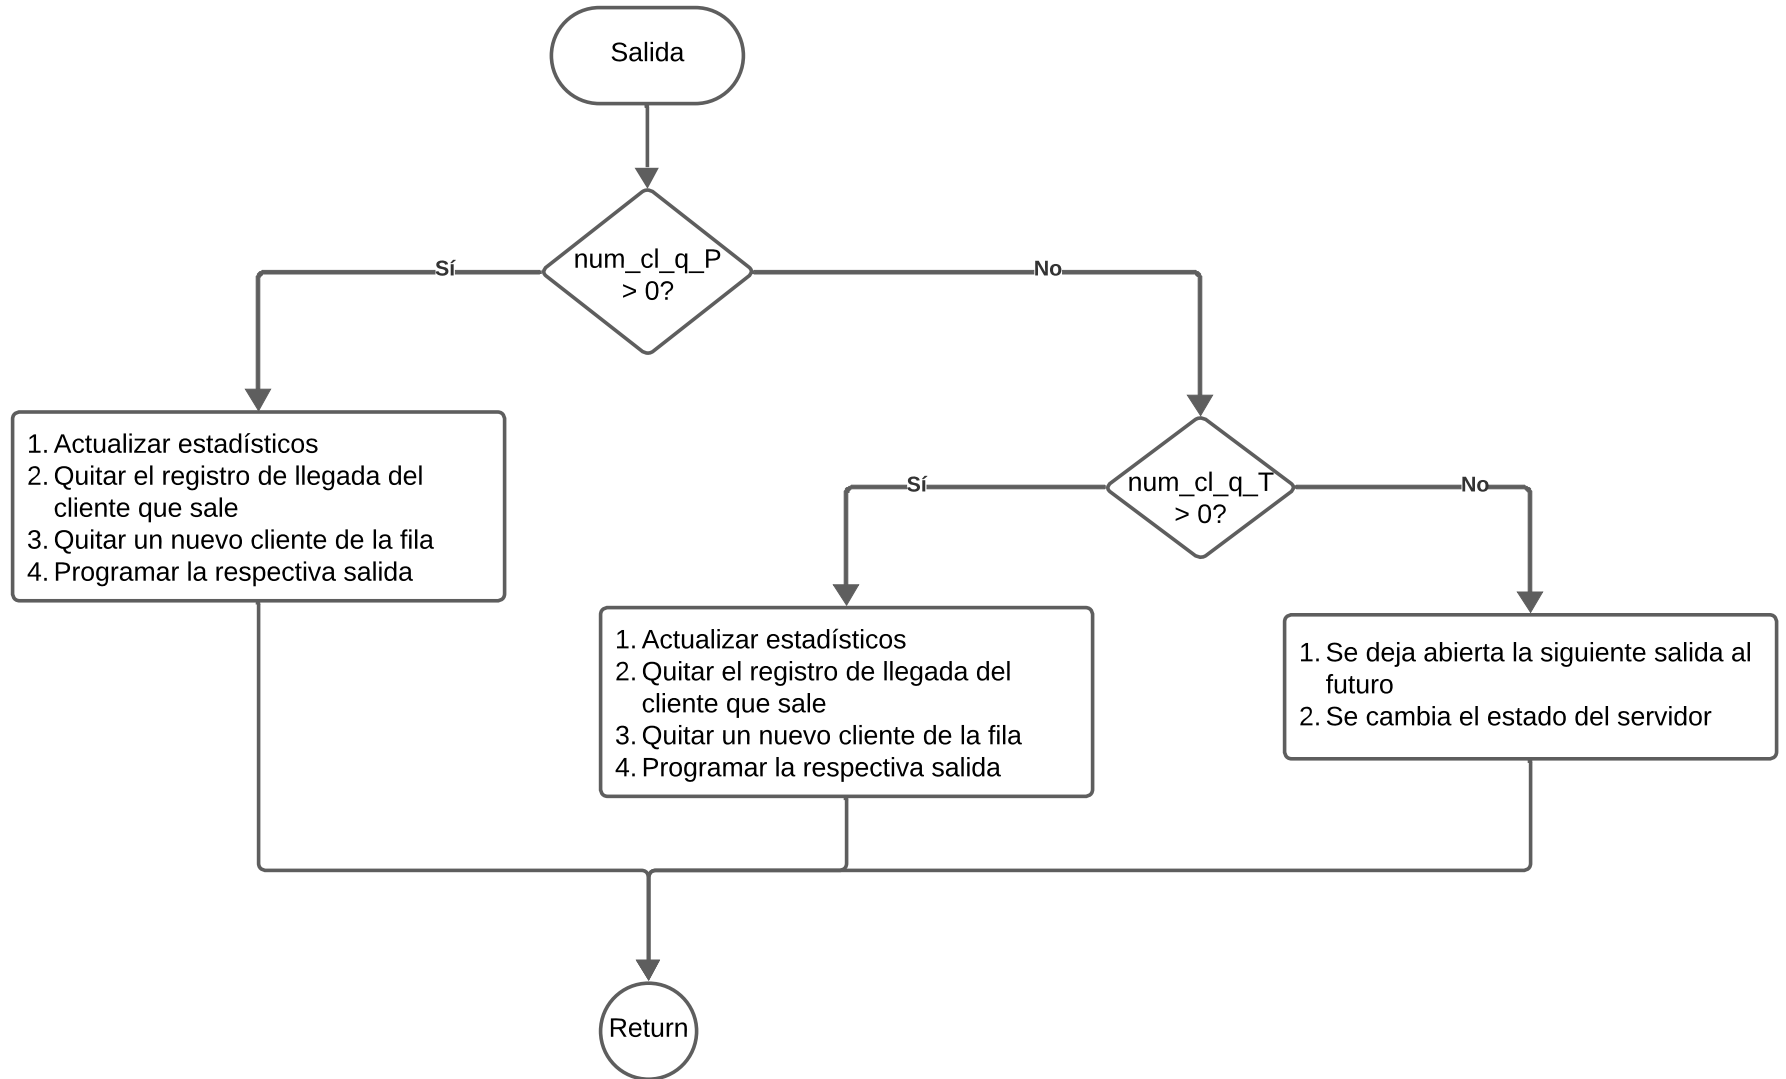 Salida
num_cl_q_P
> 0?
Sí
No
1. Actualizar estadísticos
2. Quitar el registro de llegada del
cliente que sale
3. Quitar un nuevo cliente de la fila
4. Programar la respectiva salida
num_cl_q_T
> 0?
Sí
No
1. Actualizar estadísticos
2. Quitar el registro de llegada del
cliente que sale
3. Quitar un nuevo cliente de la fila
4. Programar la respectiva salida
1. Se deja abierta la siguiente salida al
futuro
2. Se cambia el estado del servidor
Return